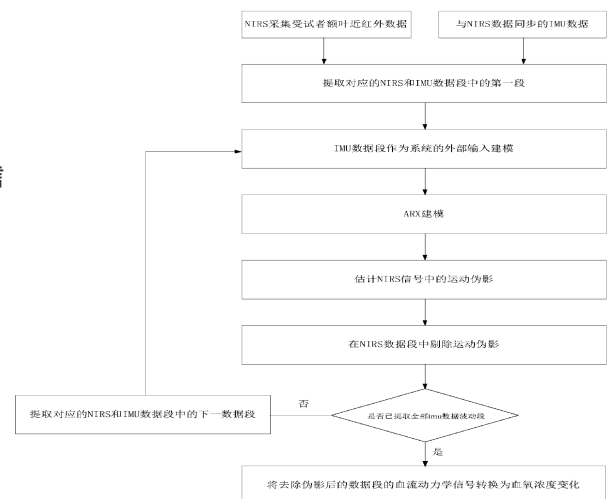 NIRS采集受试者额叶近红外数据
与NIRS数据同步的IMU数据
提取对应的NIRS和IMU数据段中的第一段
IMU数据段作为系统的外部输入建模
ARX建模
估计NIRS信号中的运动伪影
在NIRS数据段中剔除运动伪影
是否已提取全部imu数据波动段
否
提取对应的NIRS和IMU数据段中的下一数据段
是
将去除伪影后的数据段的血流动力学信号转换为血氧浓度变化